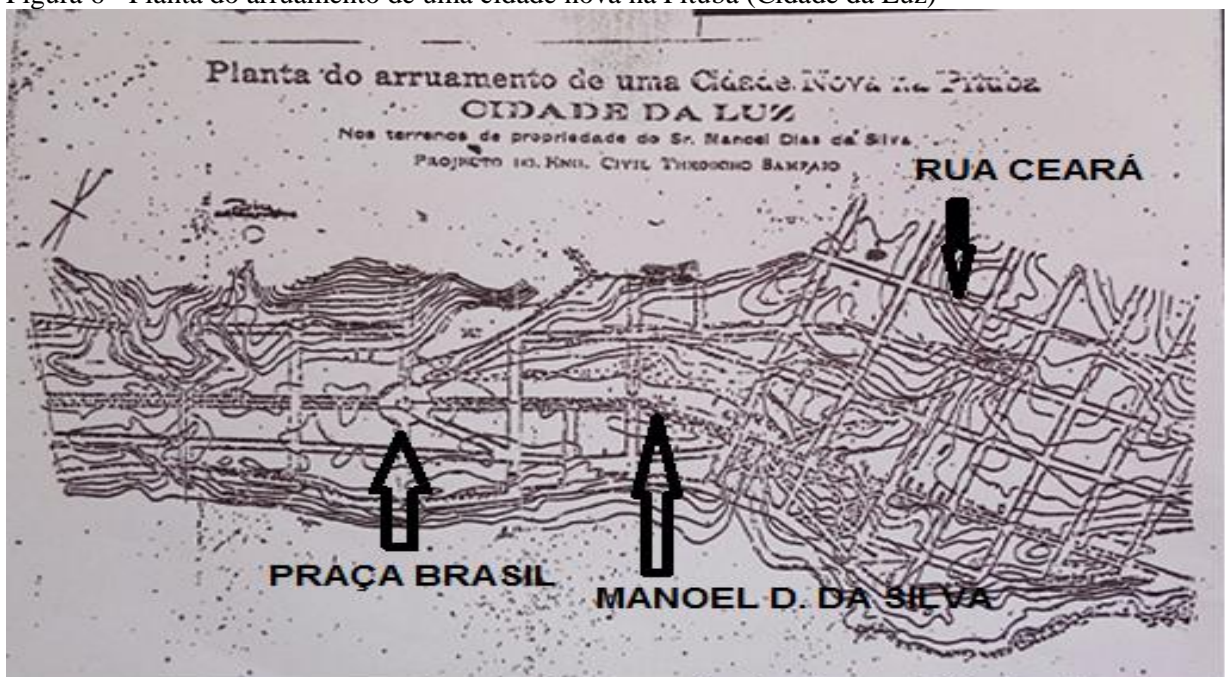 Figura 6 - Planta do arruamento de uma cidade nova na Pituba (Cidade da Luz)
Planta do arruamento de uma Cidade Nova na Pituba
CIDADE DA LUZ
Nos terrenos de propriedade do Sr. Manoel Dias da Silva
PROJECTO DO ENG. CIVIL THEODORO SAMPAIO
RUA CEARÁ
PRAÇA BRASIL
MANOEL D. DA SILVA